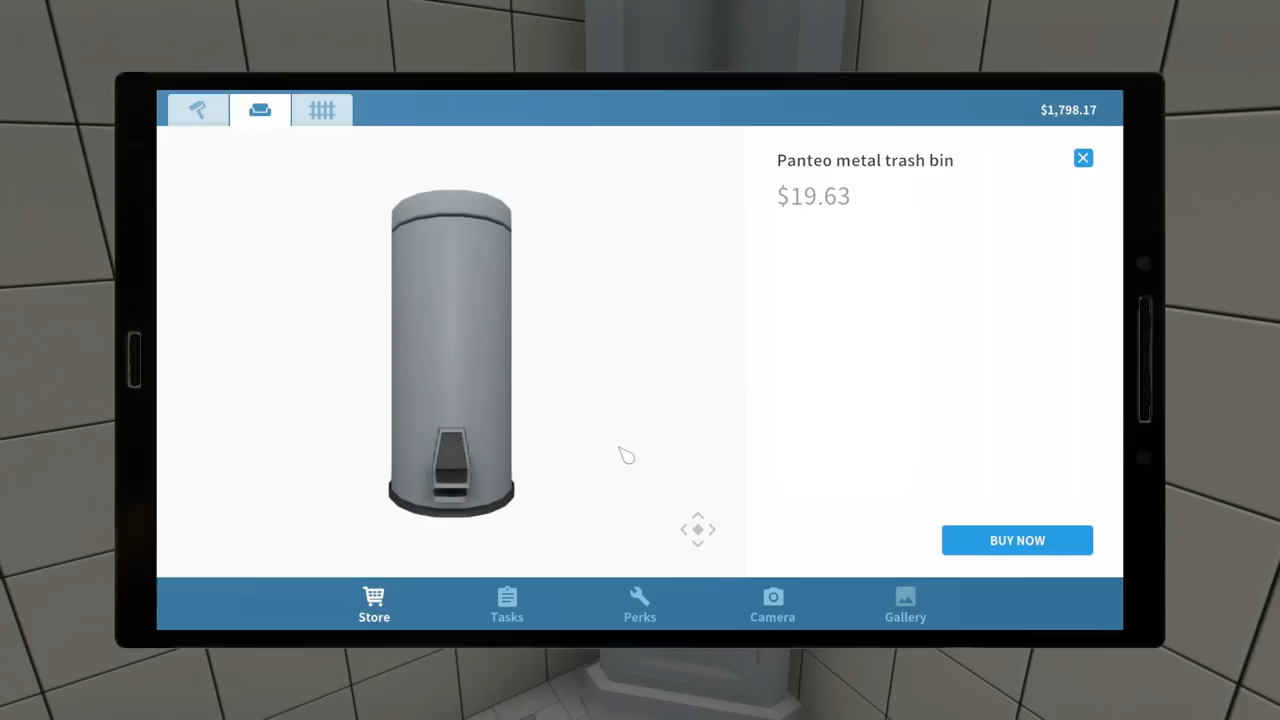 $1,798.17
Panteo metal trash bin
$19.63
BUY NOW
Store
Tasks
Perks
Camera
Gallery